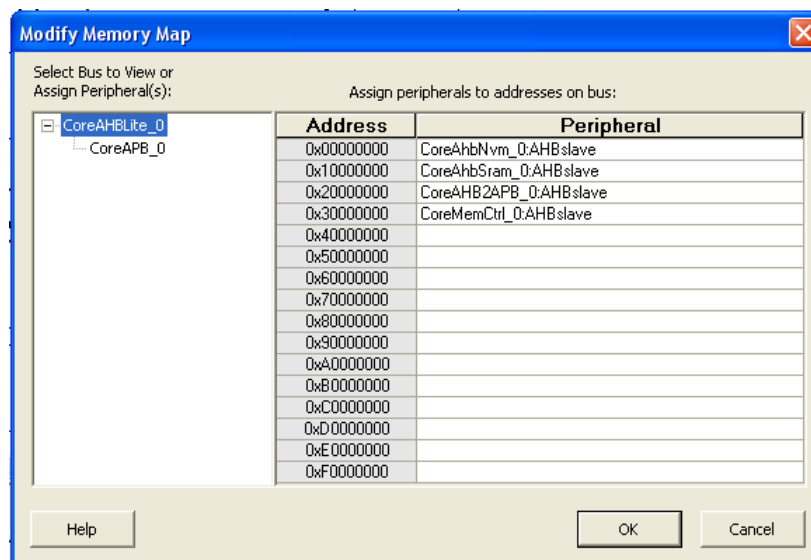 Modify Memory Map
Select Bus to View or
Assign Peripheral(s):
Assign peripherals to addresses on bus:
CoreAHBLite_0
CoreAPB_0
Address Peripheral
0x00000000 CoreAhbNvm_0:AHBslave
0x10000000 CoreAhbSram_0:AHBslave
0x20000000 CoreAHB2APB_0:AHBslave
0x30000000 CoreMemCtrl_0:AHBslave
0x40000000
0x50000000
0x60000000
0x70000000
0x80000000
0x90000000
0xA0000000
0xB0000000
0xC0000000
0xD0000000
0xE0000000
0xF0000000
Help OK Cancel